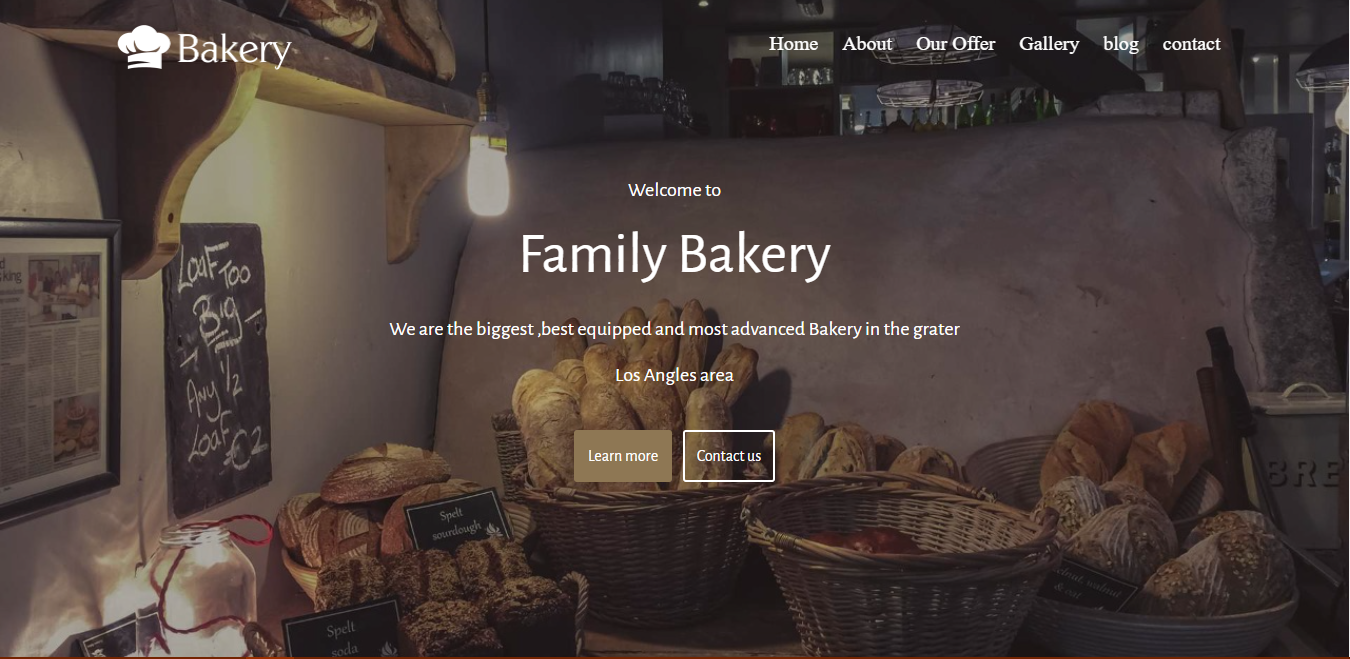 Bakery
Home About Our Offer Gallery blog contact
Welcome to
Family Bakery
We are the biggest ,best equipped and most advanced Bakery in the grater
Los Angles area
Learn more Contact us
Loaf Too
Big
Any 1/2
Loaf €2
Spelt
sourdough
Spelt
soda
walnut
& oat
BRE